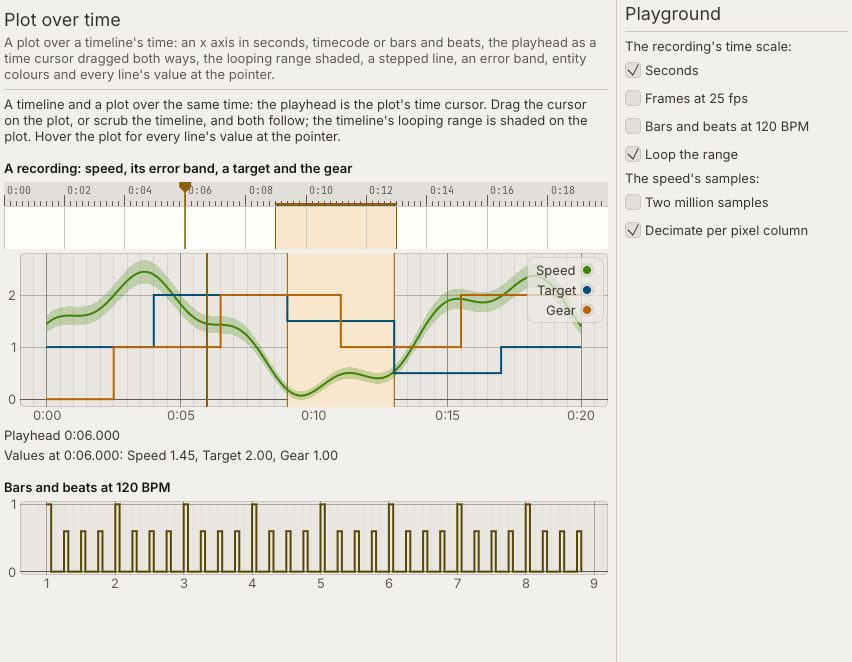 Plot over time
A plot over a timeline's time: an x axis in seconds, timecode or bars and beats, the playhead as a
time cursor dragged both ways, the looping range shaded, a stepped line, an error band, entity
colours and every line's value at the pointer.
A timeline and a plot over the same time: the playhead is the plot's time cursor. Drag the cursor
on the plot, or scrub the timeline, and both follow; the timeline's looping range is shaded on the
plot. Hover the plot for every line's value at the pointer.
A recording: speed, its error band, a target and the gear
0:00 0:02 0:04 0:06 0:08 0:10 0:12 0:14 0:16 0:18
Speed
Target
Gear
2
1
0
0:00 0:05 0:10 0:15 0:20
Playhead 0:06.000
Values at 0:06.000: Speed 1.45, Target 2.00, Gear 1.00
Bars and beats at 120 BPM
1
0
1 2 3 4 5 6 7 8 9
Playground
The recording's time scale:
Seconds
Frames at 25 fps
Bars and beats at 120 BPM
Loop the range
The speed's samples:
Two million samples
Decimate per pixel column